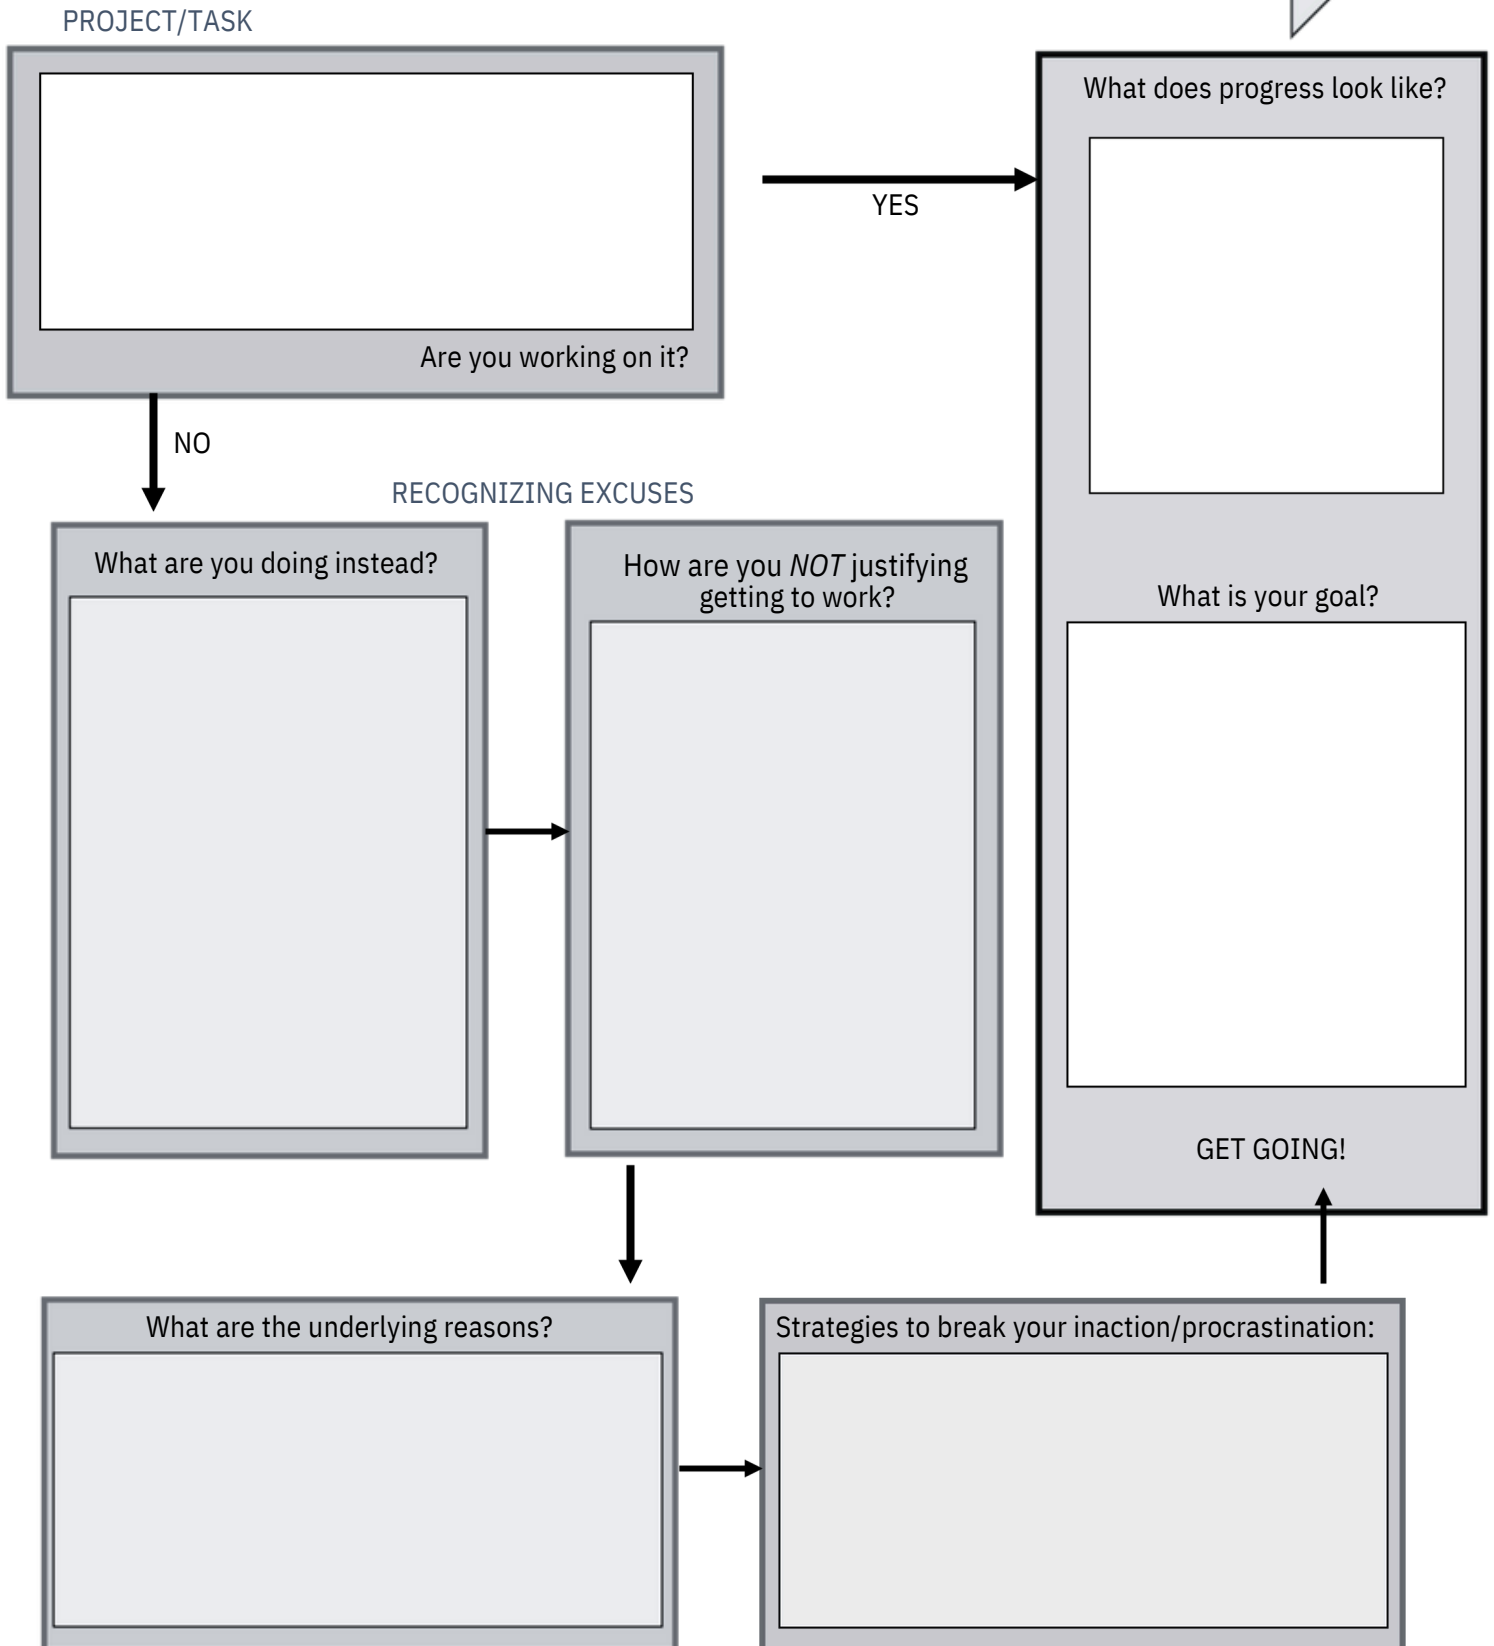 PROJECT/TASK
Are you working on it?
YES
What does progress look like?
What is your goal?
GET GOING!
NO
RECOGNIZING EXCUSES
What are you doing instead?
How are you NOT justifying
getting to work?
What are the underlying reasons?
Strategies to break your inaction/procrastination: